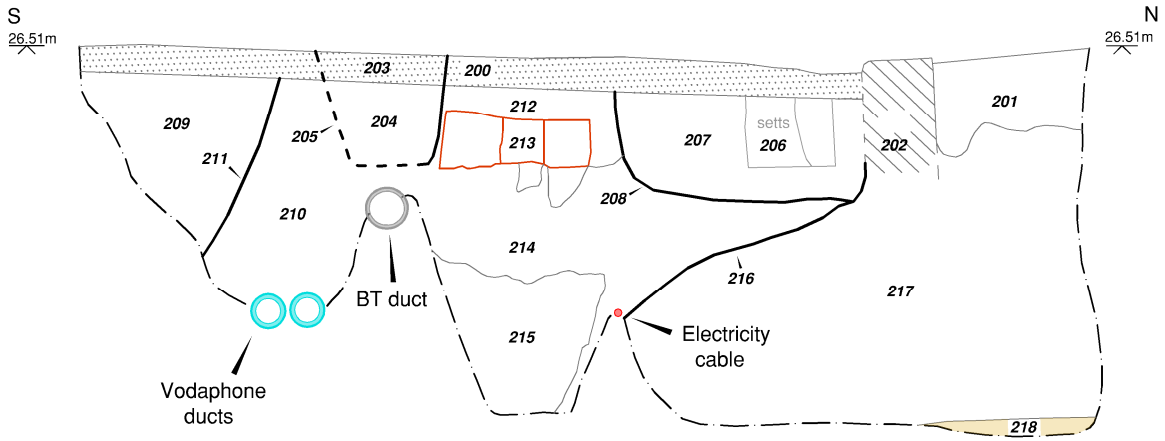 S
N
26.51m
26.51m
203
200
212
201
209
205
204
213
207
setts
206
202
211
210
208
214
216
217
BT duct
215
Electricity
cable
Vodaphone
ducts
218